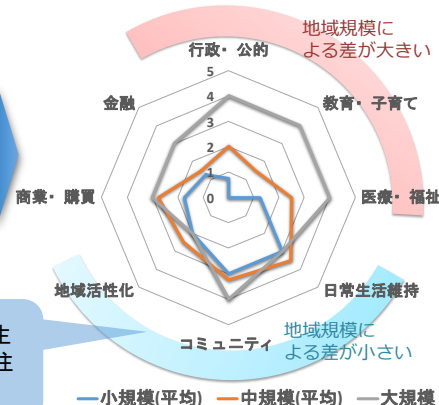 地域規模に
よる差が大きい
行政・公的
5
4
3
2
1
0
金融
教育・子育て
商業・購買
医療・福祉
地域活性化
日常生活維持
コミュニティ
地域規模に
よる差が小さい
生
住
小規模(平均) 中規模(平均) 大規模